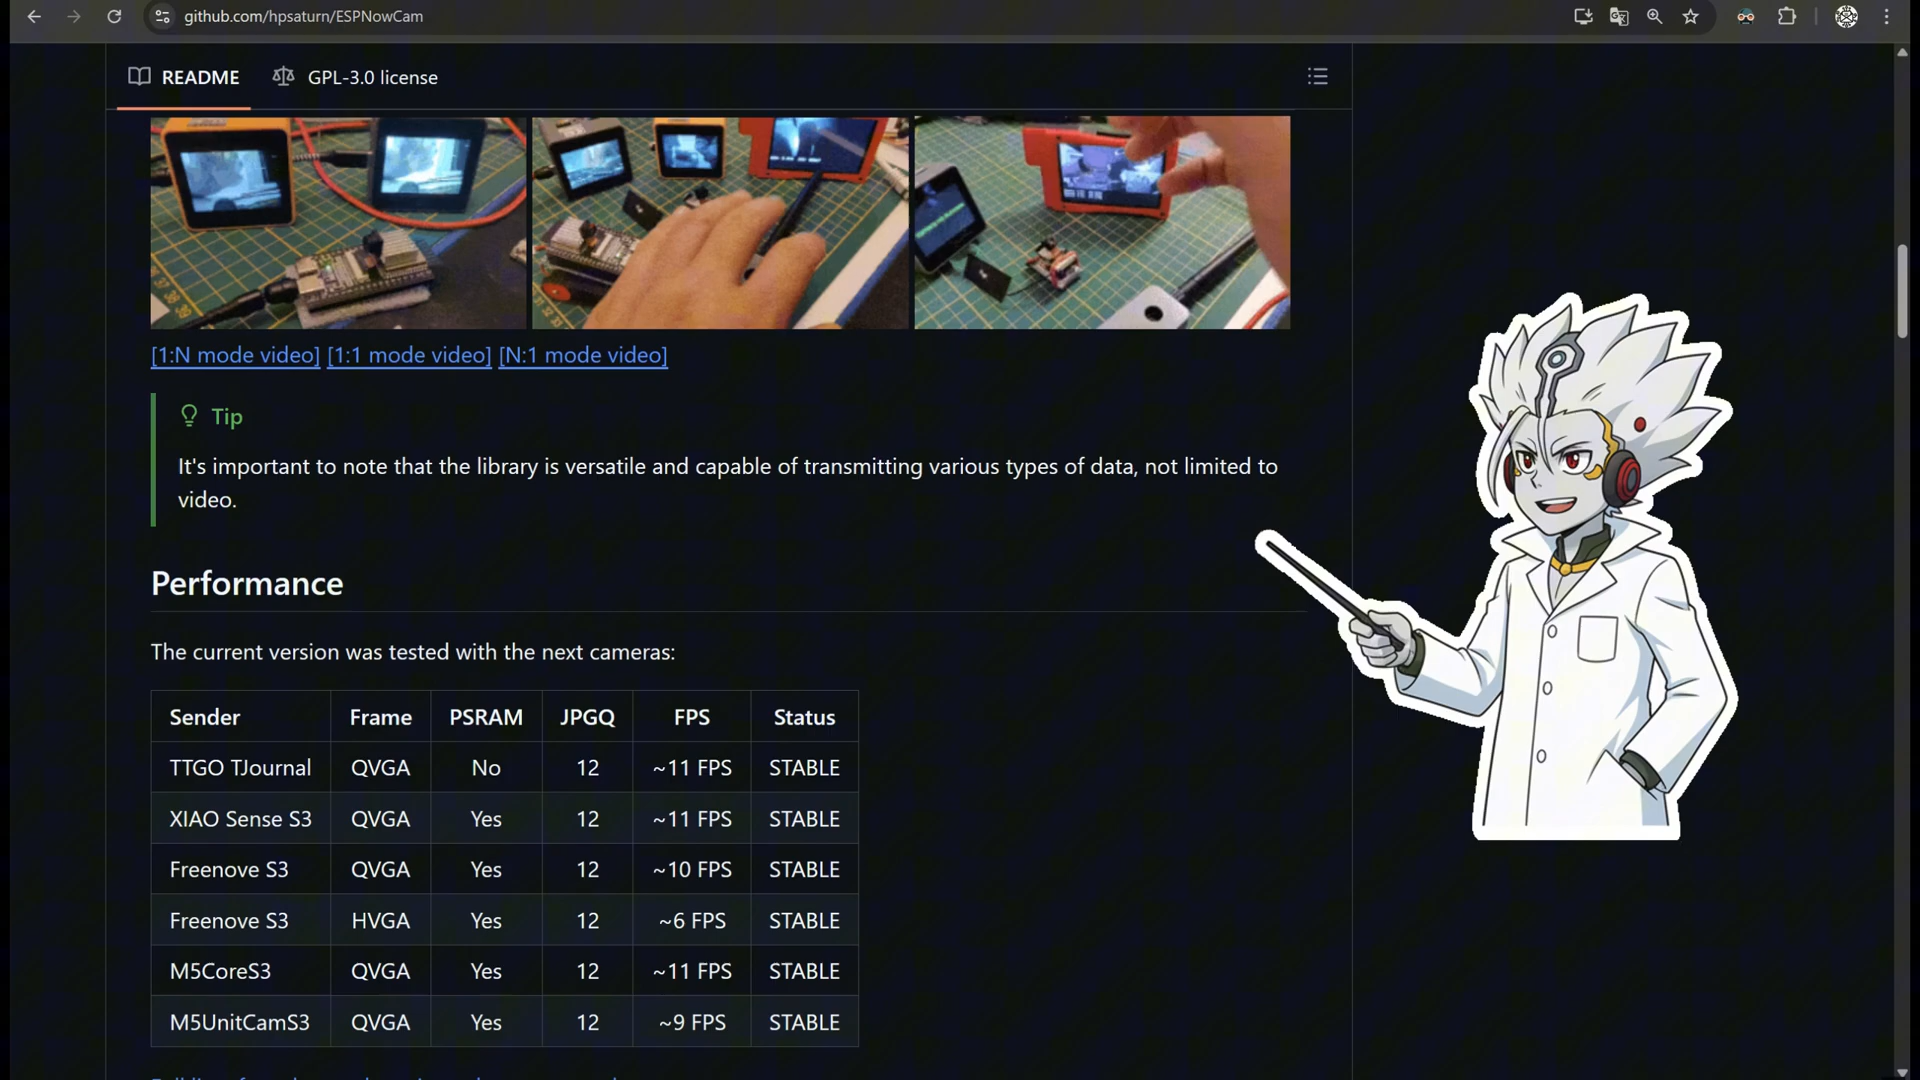 github.com/hpsaturn/ESPNowCam
README GPL-3.0 license
[1:N mode video] [1:1 mode video] [N:1 mode video]
Tip
It's important to note that the library is versatile and capable of transmitting various types of data, not limited to
video.
Performance
The current version was tested with the next cameras:
Sender Frame PSRAM JPGQ FPS Status
TTGO TJournal QVGA No 12 ~11 FPS STABLE
XIAO Sense S3 QVGA Yes 12 ~11 FPS STABLE
Freenove S3 QVGA Yes 12 ~10 FPS STABLE
Freenove S3 HVGA Yes 12 ~6 FPS STABLE
M5CoreS3 QVGA Yes 12 ~11 FPS STABLE
M5UnitCamS3 QVGA Yes 12 ~9 FPS STABLE